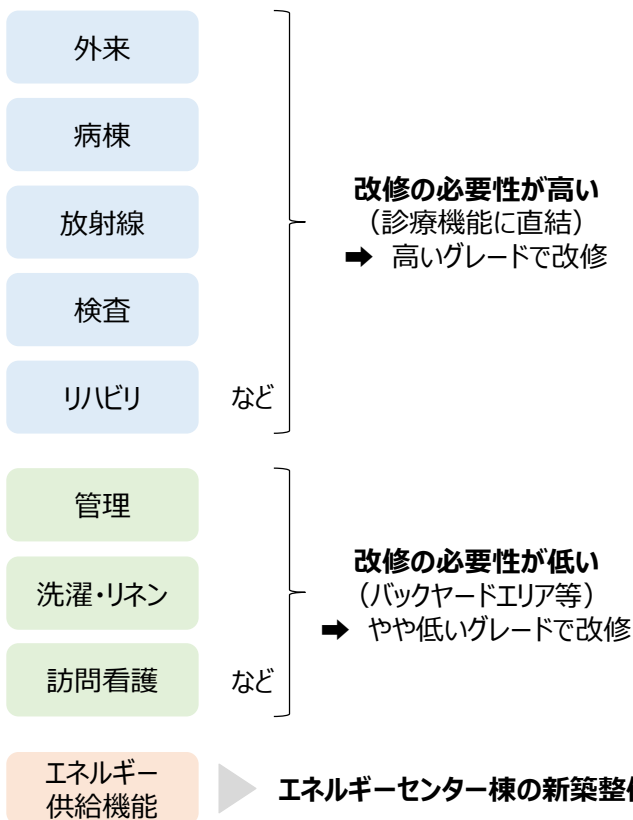 外来
病棟
放射線
検査
リハビリ
など
改修の必要性が高い
（診療機能に直結）
➡ 高いグレードで改修
管理
洗濯・リネン
訪問看護
など
改修の必要性が低い
（バックヤードエリア等）
➡ やや低いグレードで改修
エネルギー
供給機能
エネルギーセンター棟の新築整